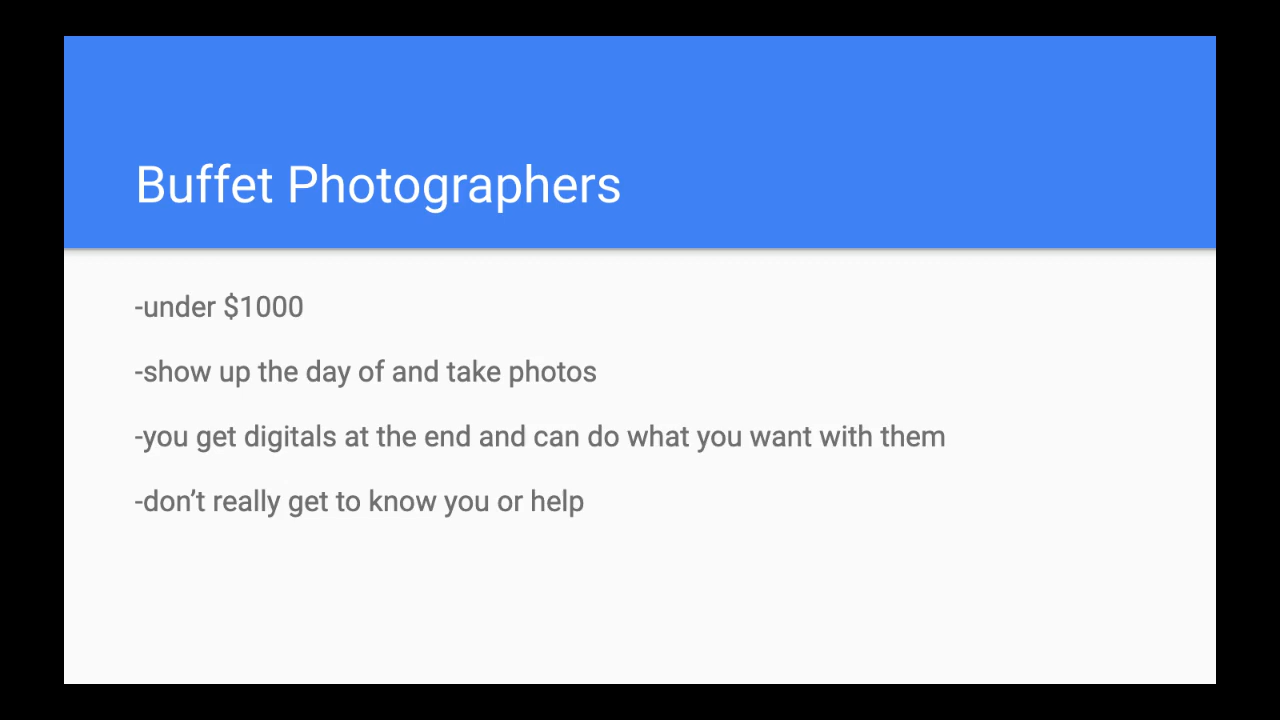 Buffet Photographers
-under $1000
-show up the day of and take photos
-you get digitals at the end and can do what you want with them
-don’t really get to know you or help